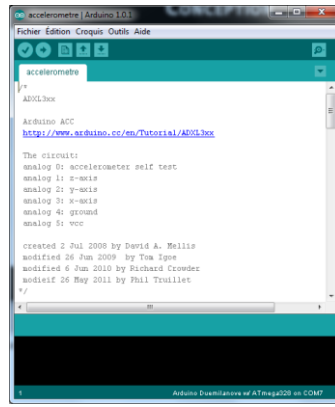 accelerometre | Arduino 1.0.1
Fichier Édition Croquis Outils Aide
accelerometre
/*
ADXL3xx
Arduino ACC
http://www.arduino.cc/en/Tutorial/ADXL3xx
The circuit:
analog 0: accelerometer self test
analog 1: z-axis
analog 2: y-axis
analog 3: x-axis
analog 4: ground
analog 5: vcc
created 2 Jul 2008 by David A. Mellis
modified 26 Jun 2009 by Tom Igoe
modified 6 Jun 2010 by Richard Crowder
modieif 26 May 2011 by Phil Truillet
*/
1
Arduino Duemilanove w/ ATmega328 on COM7